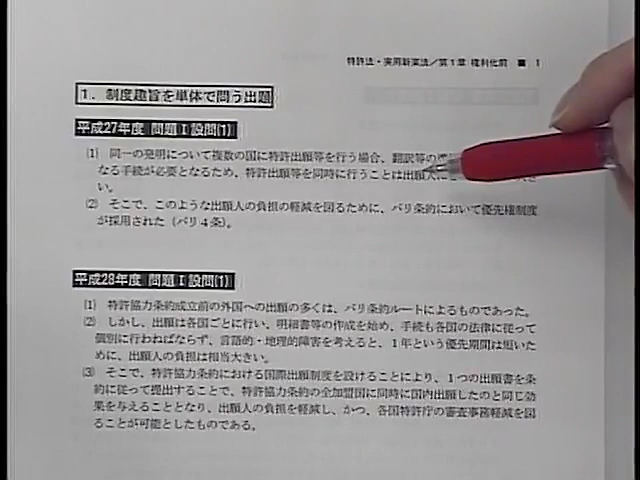 特許法・実用新案法/第1章 権利化前 ■ 1
1. 制度趣旨を単体で問う出題
平成27年度 問題Ⅰ設問(1)
(1) 同一の発明について複数の国に特許出願等を行う場合、翻訳等の
なる手続が必要となるため、特許出願等を同時に行うことは出願人に
い。
(2) そこで、このような出願人の負担の軽減を図るために、パリ条約において優先権制度
が採用された(パリ4条)。
平成28年度 問題Ⅰ設問(1)
(1) 特許協力条約成立前の外国への出願の多くは、パリ条約ルートによるものであった。
(2) しかし、出願は各国ごとに行い、明細書等の作成を始め、手続も各国の法律に従って
個別に行わねばならず、言語的・地理的障害を考えると、1年という優先期間は短いた
めに、出願人の負担は相当大きい。
(3) そこで、特許協力条約における国際出願制度を設けることにより、1つの出願書を条
約に従って提出することで、特許協力条約の全加盟国に同時に国内出願したのと同じ効
果を与えることとなり、出願人の負担を軽減し、かつ、各国特許庁の審査事務軽減を図
ることが可能としたものである。